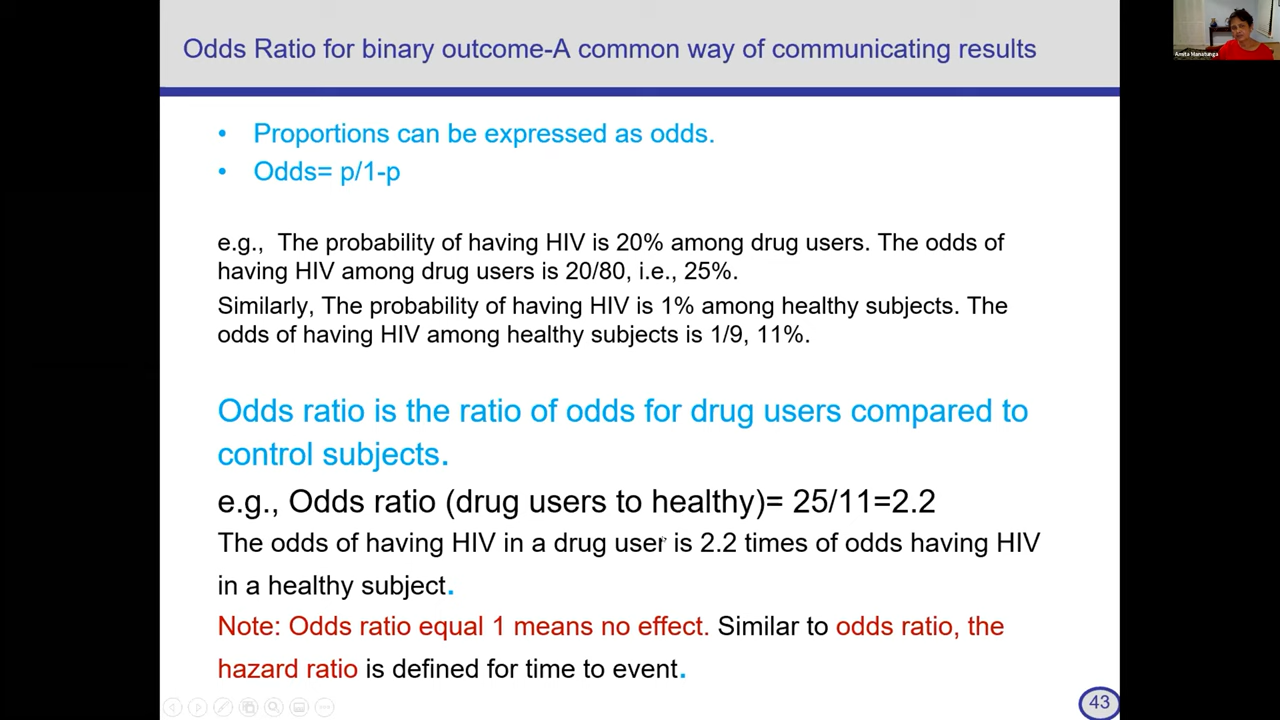 Odds Ratio for binary outcome-A common way of communicating results
Amita Manatunga
• Proportions can be expressed as odds.
• Odds= p/1-p
e.g., The probability of having HIV is 20% among drug users. The odds of
having HIV among drug users is 20/80, i.e., 25%.
Similarly, The probability of having HIV is 1% among healthy subjects. The
odds of having HIV among healthy subjects is 1/9, 11%.
Odds ratio is the ratio of odds for drug users compared to
control subjects.
e.g., Odds ratio (drug users to healthy)= 25/11=2.2
The odds of having HIV in a drug user is 2.2 times of odds having HIV
in a healthy subject.
Note: Odds ratio equal 1 means no effect. Similar to odds ratio, the
hazard ratio is defined for time to event.
43